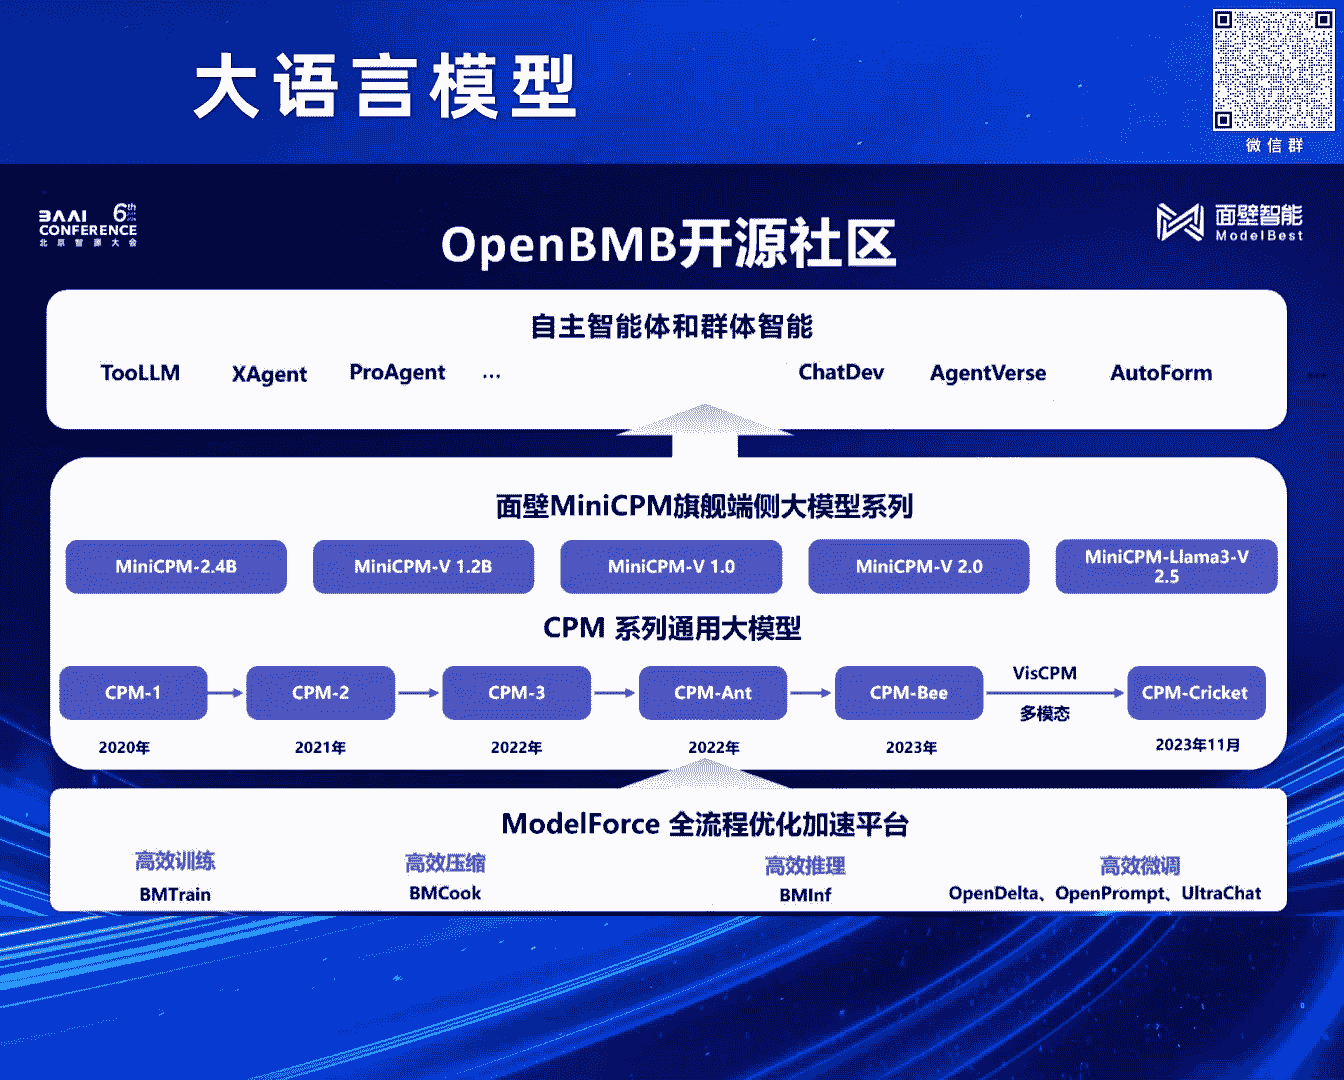 大语言模型
微信群
BAAI 6th
CONFERENCE
北京智源大会
面壁智能
ModelBest
OpenBMB开源社区
自主智能体和群体智能
TooLLM XAgent ProAgent ... ChatDev AgentVerse AutoForm
面壁MiniCPM旗舰端侧大模型系列
MiniCPM-2.4B MiniCPM-V 1.2B MiniCPM-V 1.0 MiniCPM-V 2.0 MiniCPM-Llama3-V
2.5
CPM 系列通用大模型
VisCPM
CPM-1 CPM-2 CPM-3 CPM-Ant CPM-Bee CPM-Cricket
多模态
2020年 2021年 2022年 2022年 2023年 2023年11月
ModelForce 全流程优化加速平台
高效训练 高效压缩 高效推理 高效微调
BMTrain BMCook BMInf OpenDelta、OpenPrompt、UltraChat